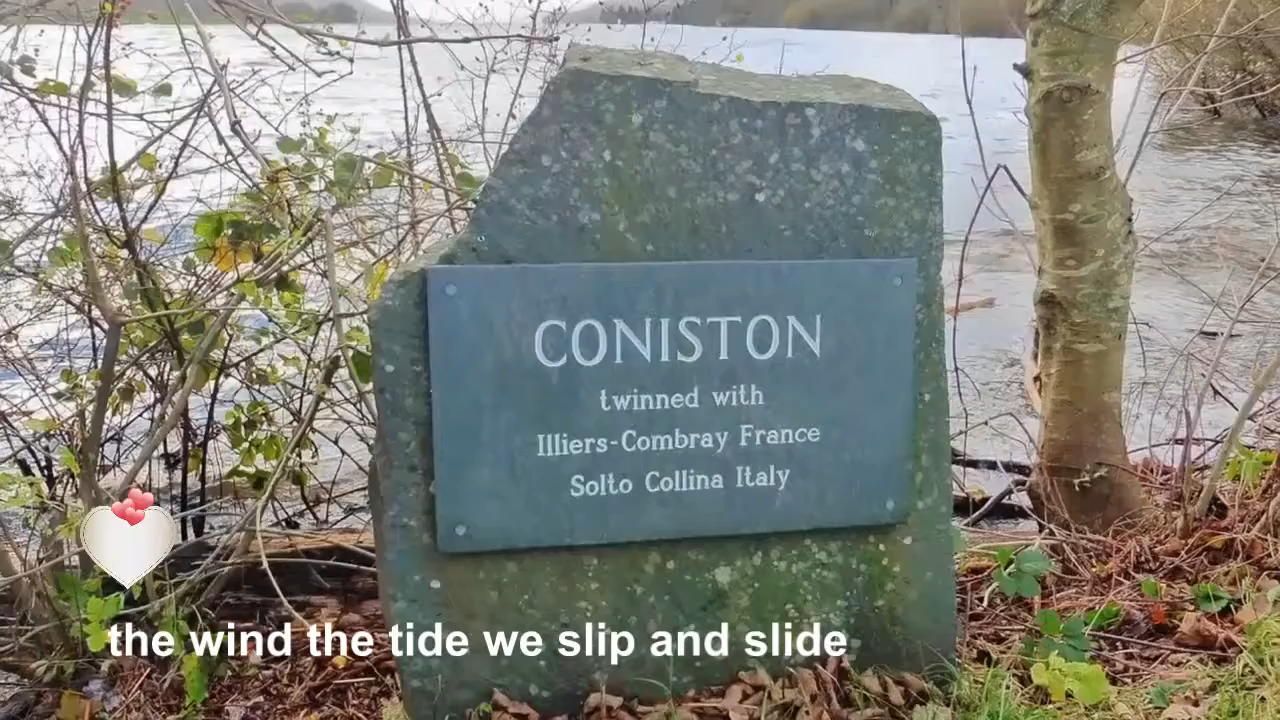 CONISTON
twinned with
Illiers-Combray France
Solto Collina Italy
the wind the tide we slip and slide